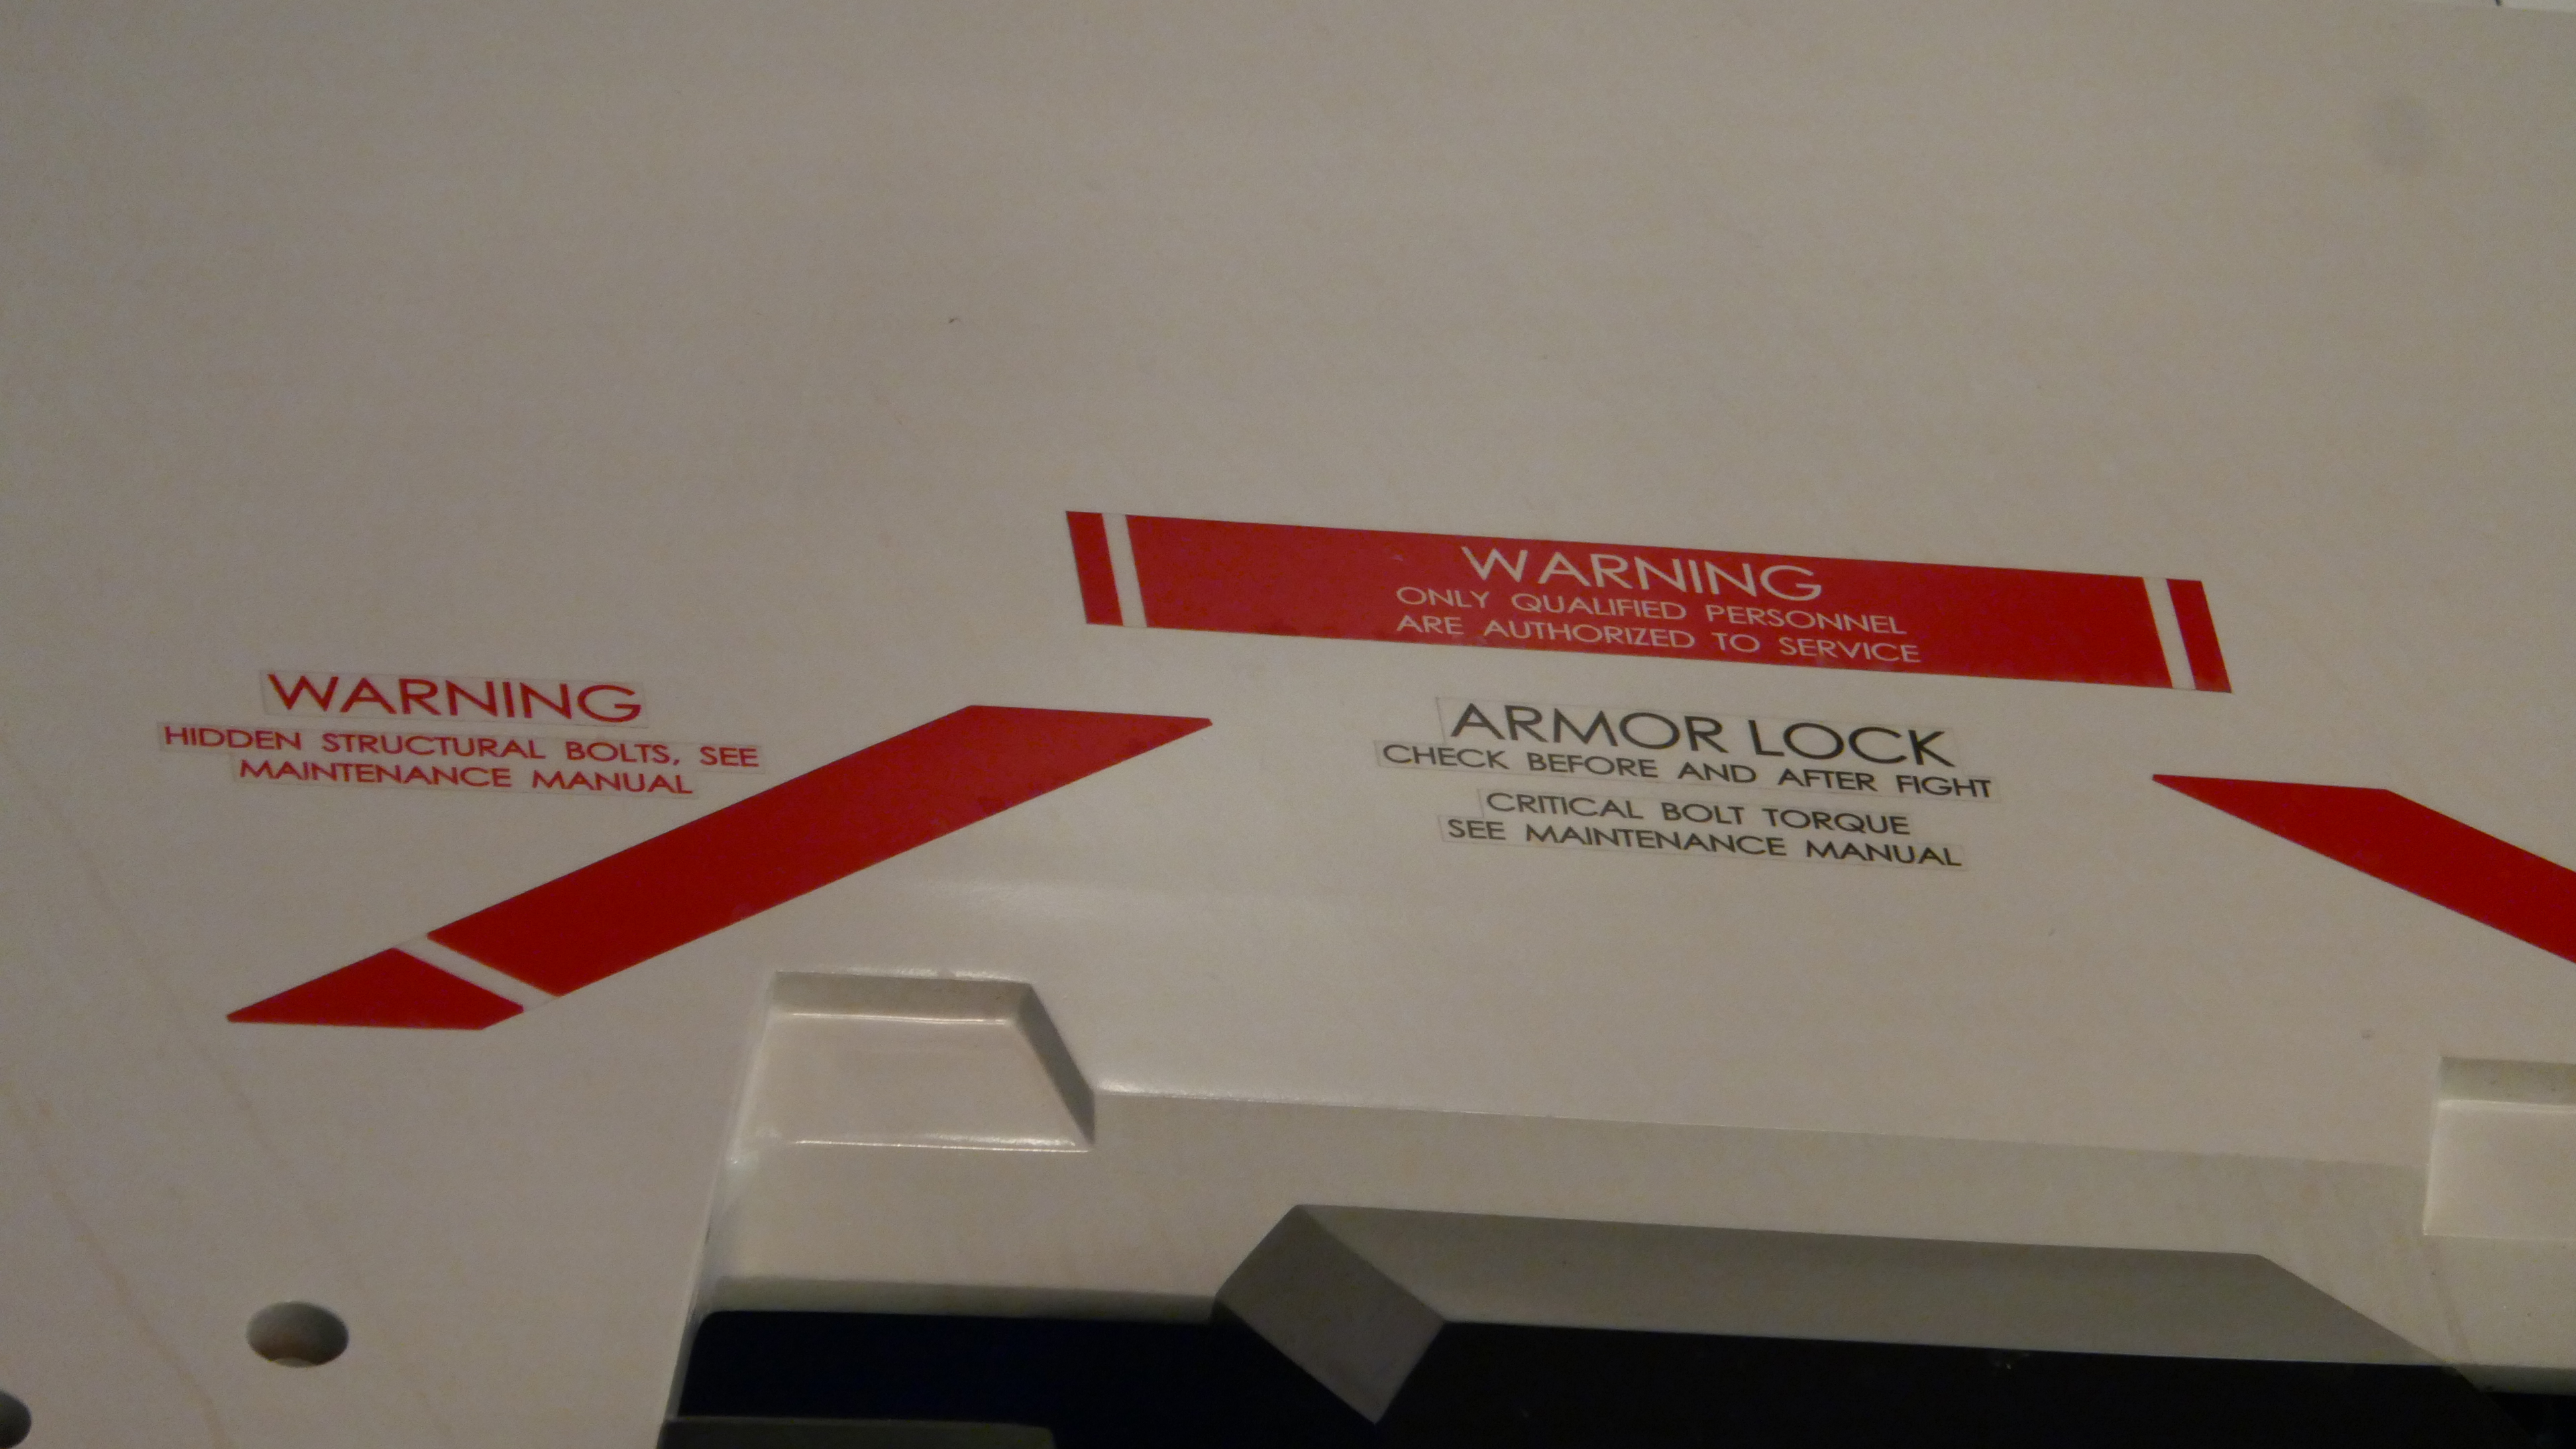 WARNING
HIDDEN STRUCTURAL BOLTS, SEE
MAINTENANCE MANUAL
WARNING
ONLY QUALIFIED PERSONNEL
ARE AUTHORIZED TO SERVICE
ARMOR LOCK
CHECK BEFORE AND AFTER FIGHT
CRITICAL BOLT TORQUE
SEE MAINTENANCE MANUAL